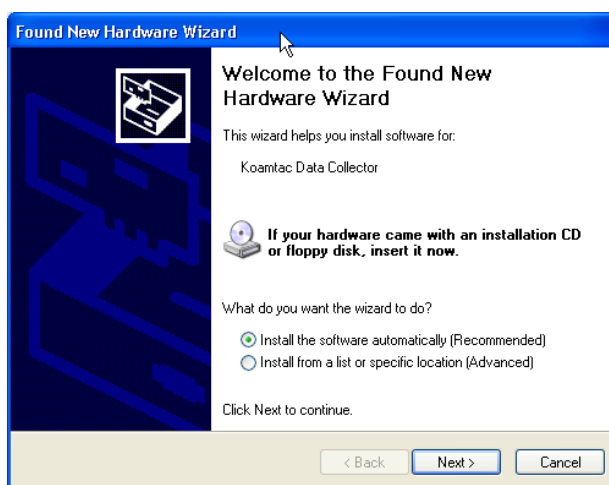 Found New Hardware Wizard
Welcome to the Found New
Hardware Wizard
This wizard helps you install software for:
Koamtac Data Collector
If your hardware came with an installation CD
or floppy disk, insert it now.
What do you want the wizard to do?
Install the software automatically (Recommended)
Install from a list or specific location (Advanced)
Click Next to continue.
< Back Next > Cancel